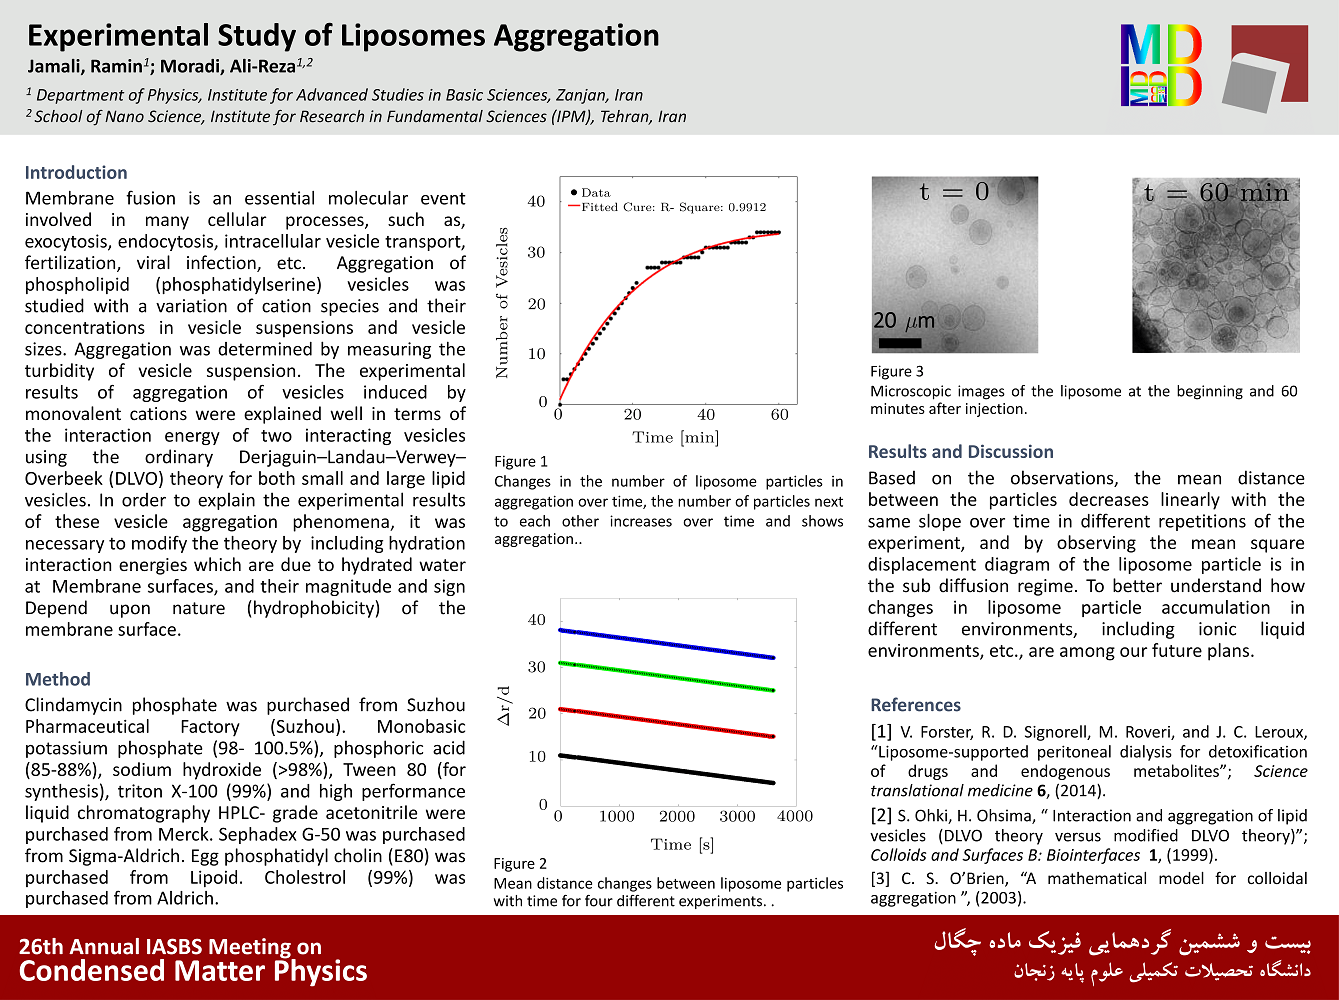 Experimental Study of Liposomes Aggregation
Jamali, Ramin1; Moradi, Ali-Reza1,2
1 Department of Physics, Institute for Advanced Studies in Basic Sciences, Zanjan, Iran
2 School of Nano Science, Institute for Research in Fundamental Sciences (IPM), Tehran, Iran
MD
Introduction
Membrane fusion is an essential molecular event
involved in many cellular processes, such as,
exocytosis, endocytosis, intracellular vesicle transport,
fertilization, viral infection, etc. Aggregation of
phospholipid (phosphatidylserine) vesicles was
studied with a variation of cation species and their
concentrations in vesicle suspensions and vesicle
sizes. Aggregation was determined by measuring the
turbidity of vesicle suspension. The experimental
results of aggregation of vesicles induced by
monovalent cations were explained well in terms of
the interaction energy of two interacting vesicles
using the ordinary Derjaguin–Landau–Verwey–
Overbeek (DLVO) theory for both small and large lipid
vesicles. In order to explain the experimental results
of these vesicle aggregation phenomena, it was
necessary to modify the theory by including hydration
interaction energies which are due to hydrated water
at Membrane surfaces, and their magnitude and sign
Depend upon nature (hydrophobicity) of the
membrane surface.
Method
Clindamycin phosphate was purchased from Suzhou
Pharmaceutical Factory (Suzhou). Monobasic
potassium phosphate (98- 100.5%), phosphoric acid
(85-88%), sodium hydroxide (>98%), Tween 80 (for
synthesis), triton X-100 (99%) and high performance
liquid chromatography HPLC- grade acetonitrile were
purchased from Merck. Sephadex G-50 was purchased
from Sigma-Aldrich. Egg phosphatidyl cholin (E80) was
purchased from Lipoid. Cholestrol (99%) was
purchased from Aldrich.
Data
Fitted Cure: R- Square: 0.9912
Number of Vesicles
40
30
20
10
0
0 20 40 60
Time [min]
Figure 1
Changes in the number of liposome particles in
aggregation over time, the number of particles next
to each other increases over time and shows
aggregation..
Δr/d
40
30
20
10
0
0 1000 2000 3000 4000
Time [s]
Figure 2
Mean distance changes between liposome particles
with time for four different experiments. .
t = 0
20 μm
t = 60 min
Figure 3
Microscopic images of the liposome at the beginning and 60
minutes after injection.
Results and Discussion
Based on the observations, the mean distance
between the particles decreases linearly with the
same slope over time in different repetitions of the
experiment, and by observing the mean square
displacement diagram of the liposome particle is in
the sub diffusion regime. To better understand how
changes in liposome particle accumulation in
different environments, including ionic liquid
environments, etc., are among our future plans.
References
[1] V. Forster, R. D. Signorell, M. Roveri, and J. C. Leroux,
“Liposome-supported peritoneal dialysis for detoxification
of drugs and endogenous metabolites”; Science
translational medicine 6, (2014).
[2] S. Ohki, H. Ohsima, “ Interaction and aggregation of lipid
vesicles (DLVO theory versus modified DLVO theory)”;
Colloids and Surfaces B: Biointerfaces 1, (1999).
[3] C. S. O’Brien, “A mathematical model for colloidal
aggregation ”, (2003).
26th Annual IASBS Meeting on
Condensed Matter Physics
بیست و ششمین گردهمایی فیزیک ماده چگال
دانشگاه تحصیلات تکمیلی علوم پایه زنجان